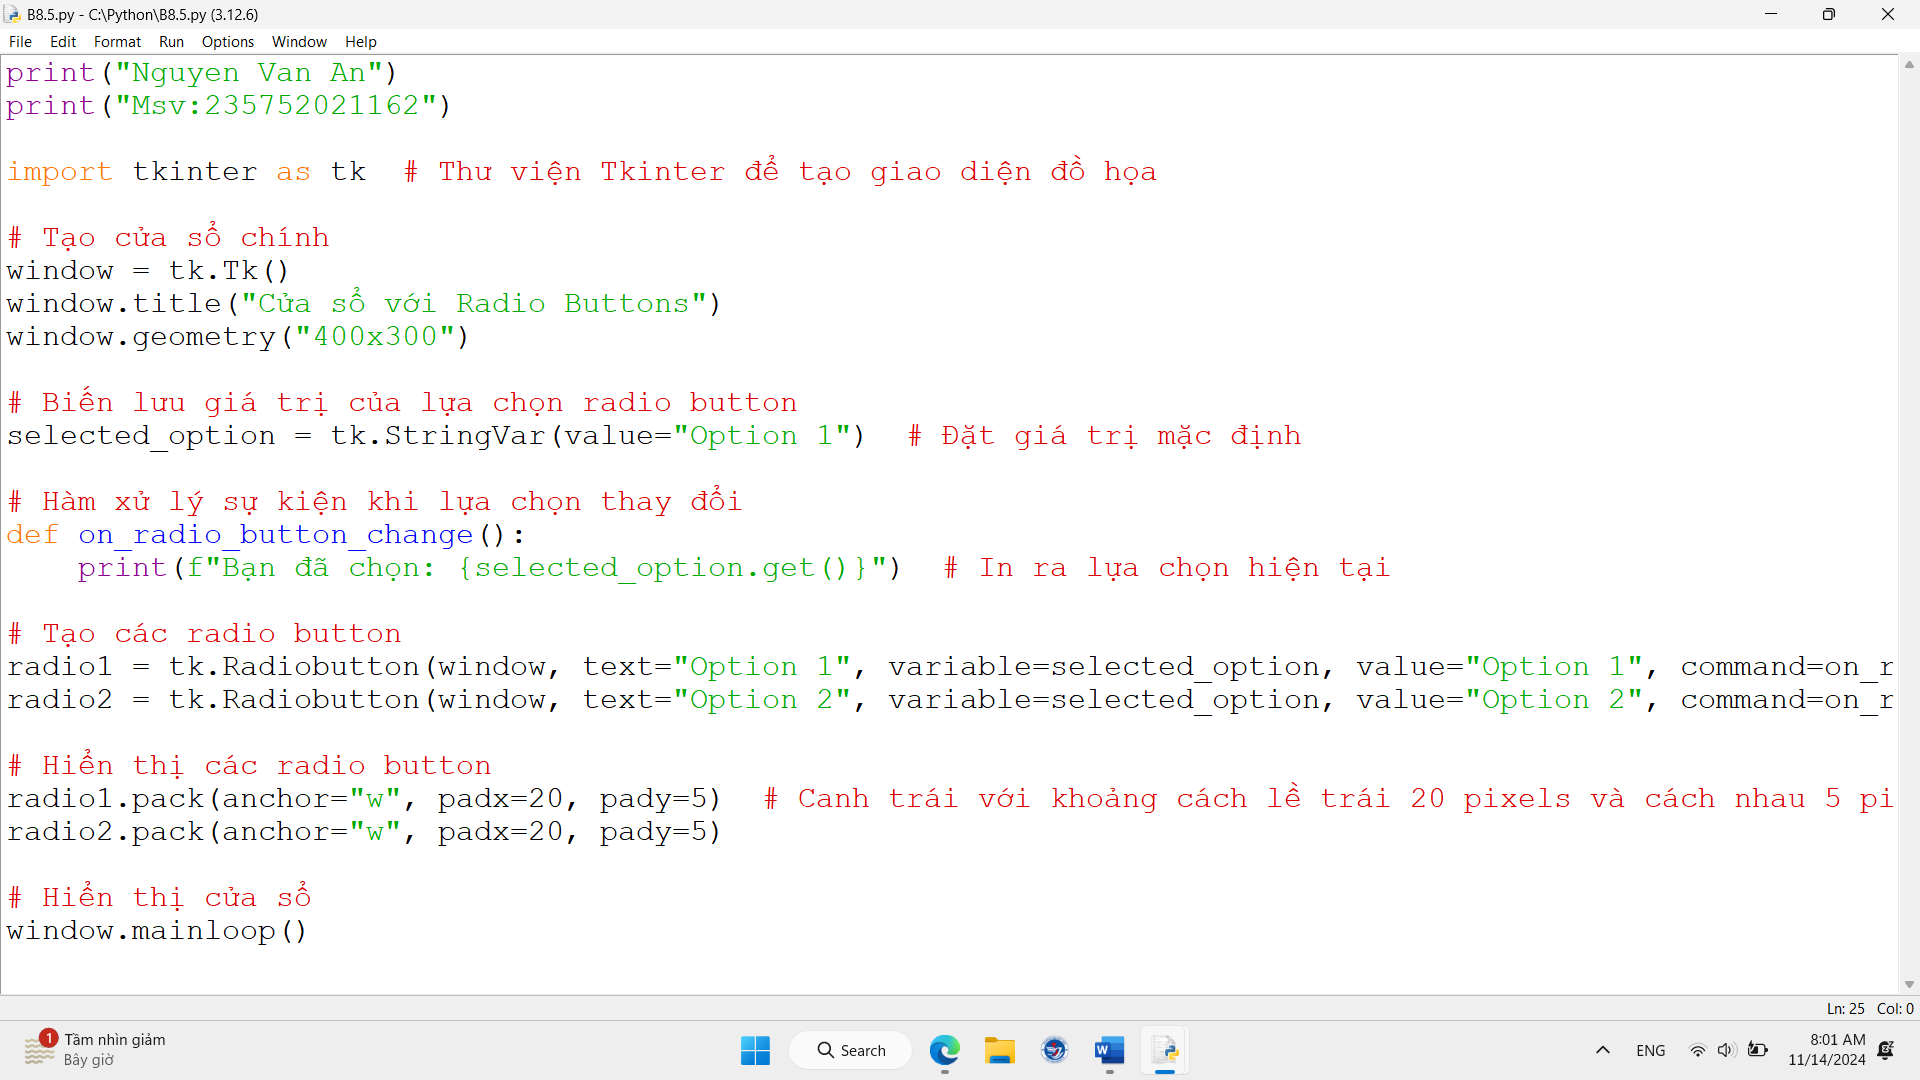 B8.5.py - C:\Python\B8.5.py (3.12.6)
File Edit Format Run Options Window Help
print("Nguyen Van An")
print("Msv:235752021162")
import tkinter as tk  # Thư viện Tkinter để tạo giao diện đồ họa
# Tạo cửa sổ chính
window = tk.Tk()
window.title("Cửa sổ với Radio Buttons")
window.geometry("400x300")
# Biến lưu giá trị của lựa chọn radio button
selected_option = tk.StringVar(value="Option 1")  # Đặt giá trị mặc định
# Hàm xử lý sự kiện khi lựa chọn thay đổi
def on_radio_button_change():
    print(f"Bạn đã chọn: {selected_option.get()}")  # In ra lựa chọn hiện tại
# Tạo các radio button
radio1 = tk.Radiobutton(window, text="Option 1", variable=selected_option, value="Option 1", command=on_r
radio2 = tk.Radiobutton(window, text="Option 2", variable=selected_option, value="Option 2", command=on_r
# Hiển thị các radio button
radio1.pack(anchor="w", padx=20, pady=5)  # Canh trái với khoảng cách lề trái 20 pixels và cách nhau 5 pi
radio2.pack(anchor="w", padx=20, pady=5)
# Hiển thị cửa sổ
window.mainloop()
Ln: 25 Col: 0
1
Tầm nhìn giảm
Bây giờ
Search
W
ENG
8:01 AM
11/14/2024